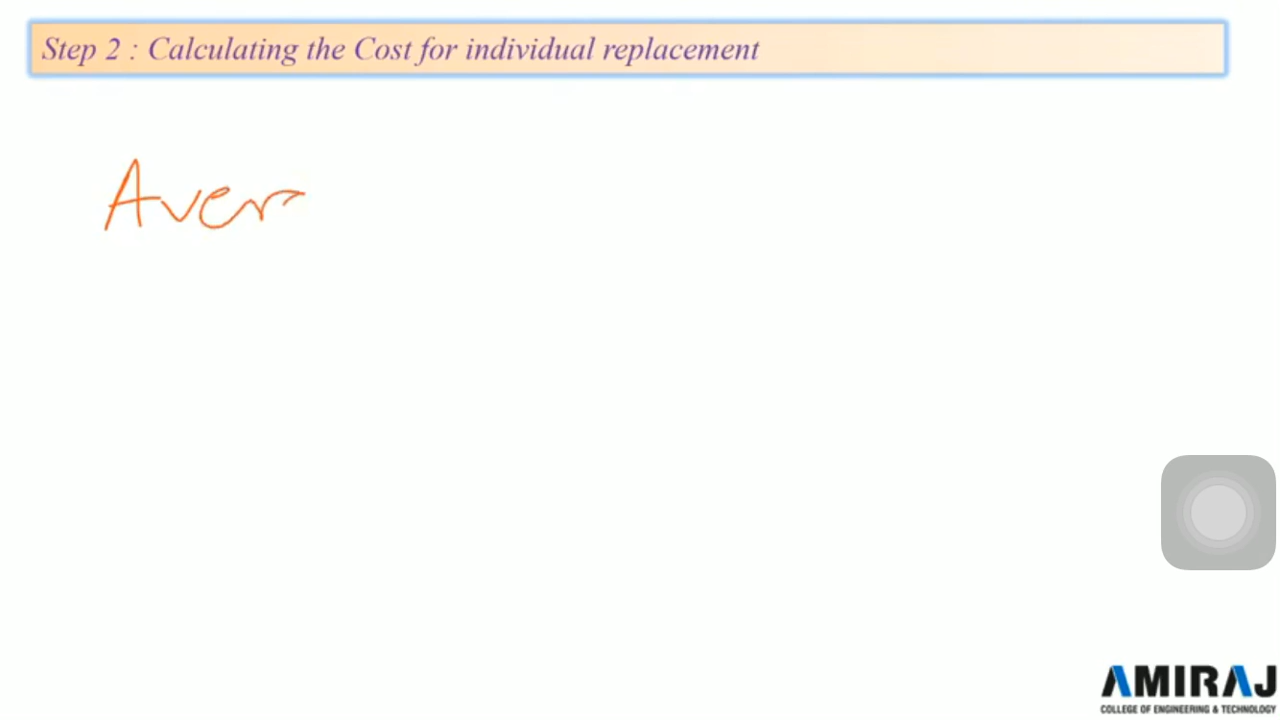 Step 2 : Calculating the Cost for individual replacement
Aver
AMIRAJ
COLLEGE OF ENGINEERING & TECHNOLOGY